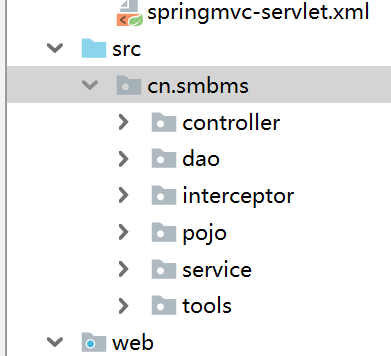 springmvc-servlet.xml
src
cn.smbms
controller
dao
interceptor
pojo
service
tools
web